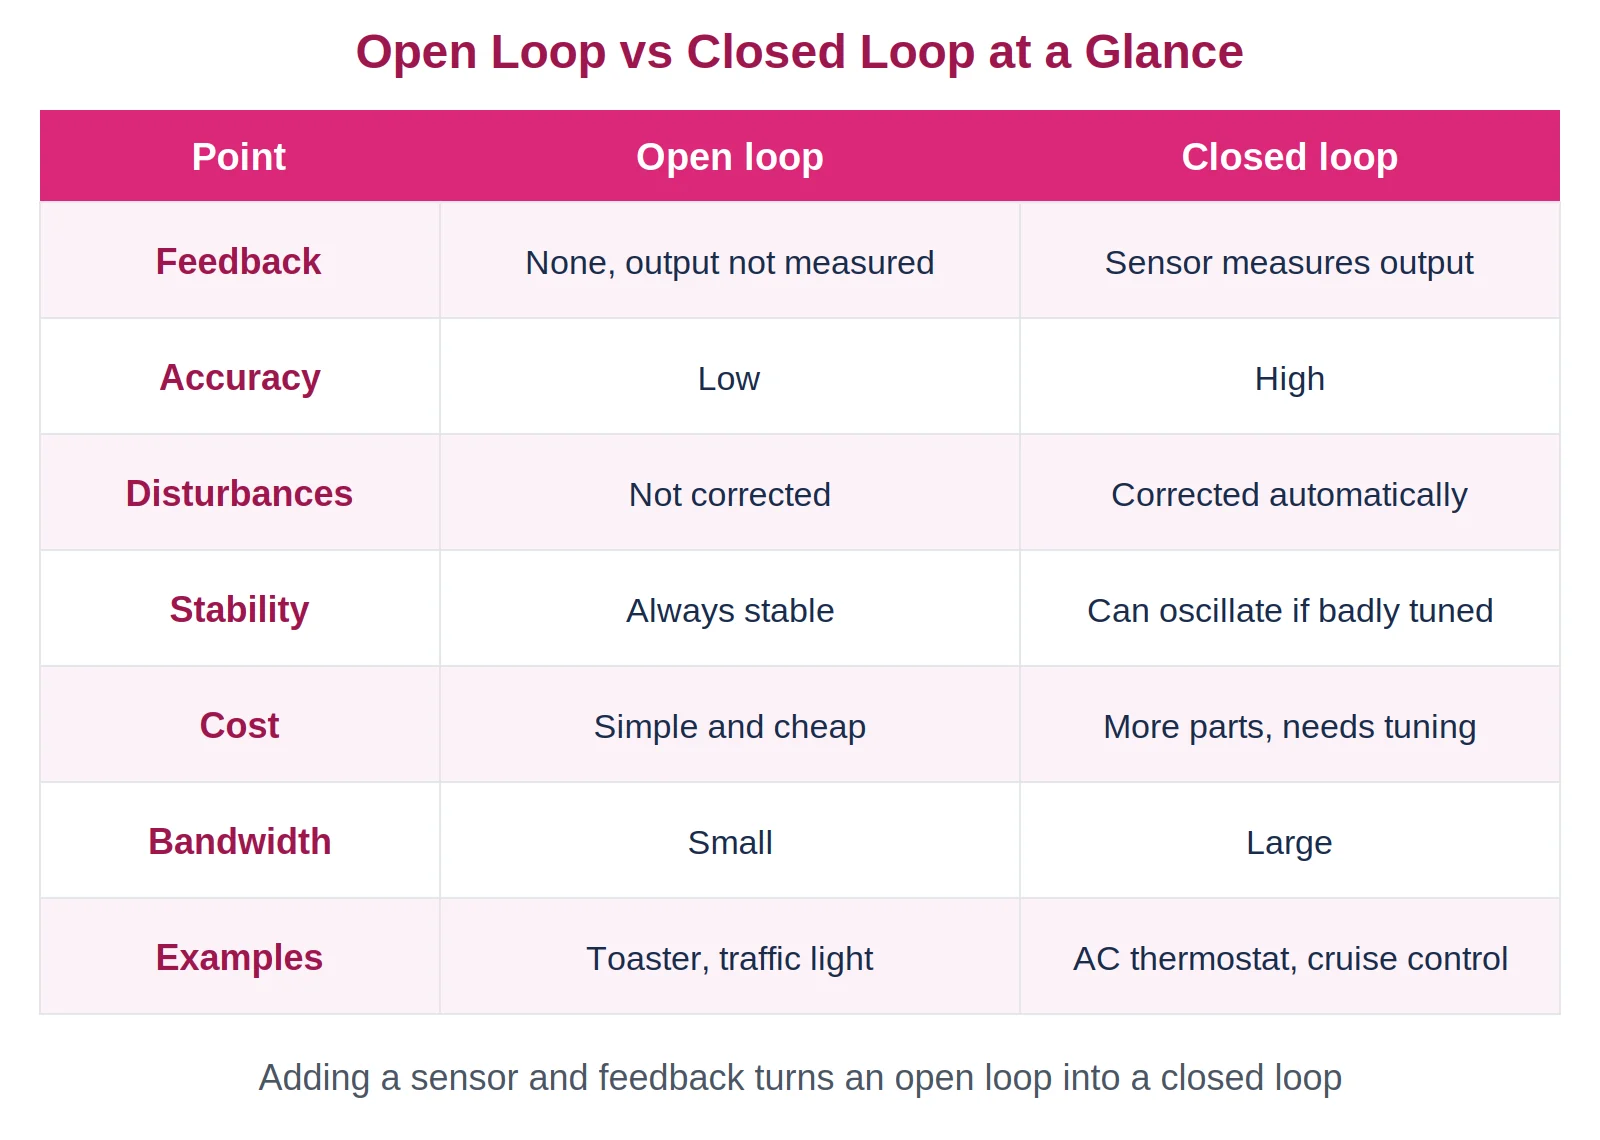 Open Loop vs Closed Loop at a Glance
Point Open loop Closed loop
Feedback None, output not measured Sensor measures output
Accuracy Low High
Disturbances Not corrected Corrected automatically
Stability Always stable Can oscillate if badly tuned
Cost Simple and cheap More parts, needs tuning
Bandwidth Small Large
Examples Toaster, traffic light AC thermostat, cruise control
Adding a sensor and feedback turns an open loop into a closed loop